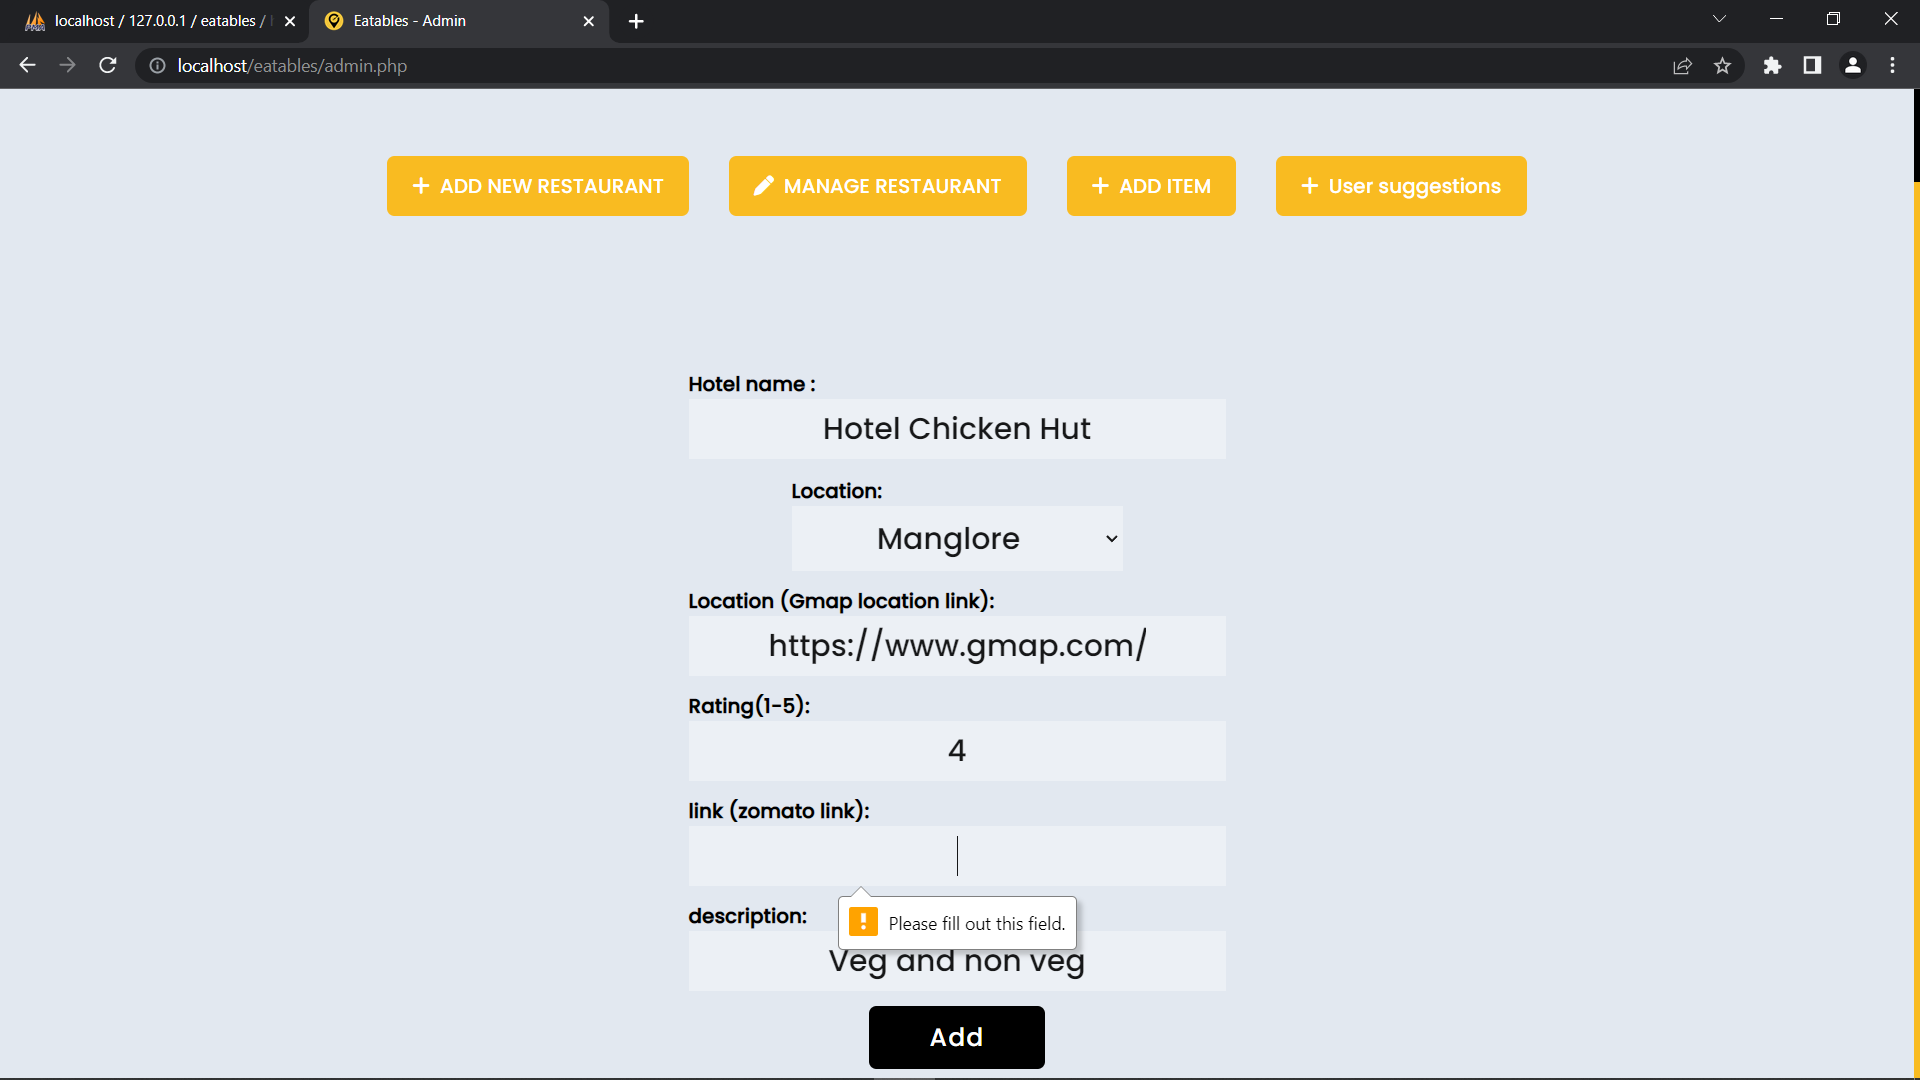 localhost / 127.0.0.1 / eatables /
Eatables - Admin
localhost/eatables/admin.php
+ ADD NEW RESTAURANT
MANAGE RESTAURANT
+ ADD ITEM
+ User suggestions
Hotel name :
Hotel Chicken Hut
Location:
Manglore
Location (Gmap location link):
https://www.gmap.com/
Rating(1-5):
4
link (zomato link):
Please fill out this field.
description:
Veg and non veg
Add